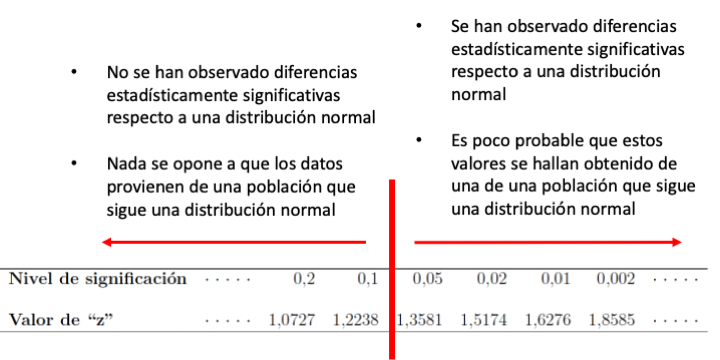 • No se han observado diferencias
estadísticamente significativas
respecto a una distribución normal
• Nada se opone a que los datos
provienen de una población que
sigue una distribución normal
• Se han observado diferencias
estadísticamente significativas
respecto a una distribución
normal
• Es poco probable que estos
valores se hallan obtenido de
una de una población que sigue
una distribución normal
Nivel de significación ..... 0,2 0,1 0,05 0,02 0,01 0,002 .....
Valor de “z” ..... 1,0727 1,2238 1,3581 1,5174 1,6276 1,8585 .....